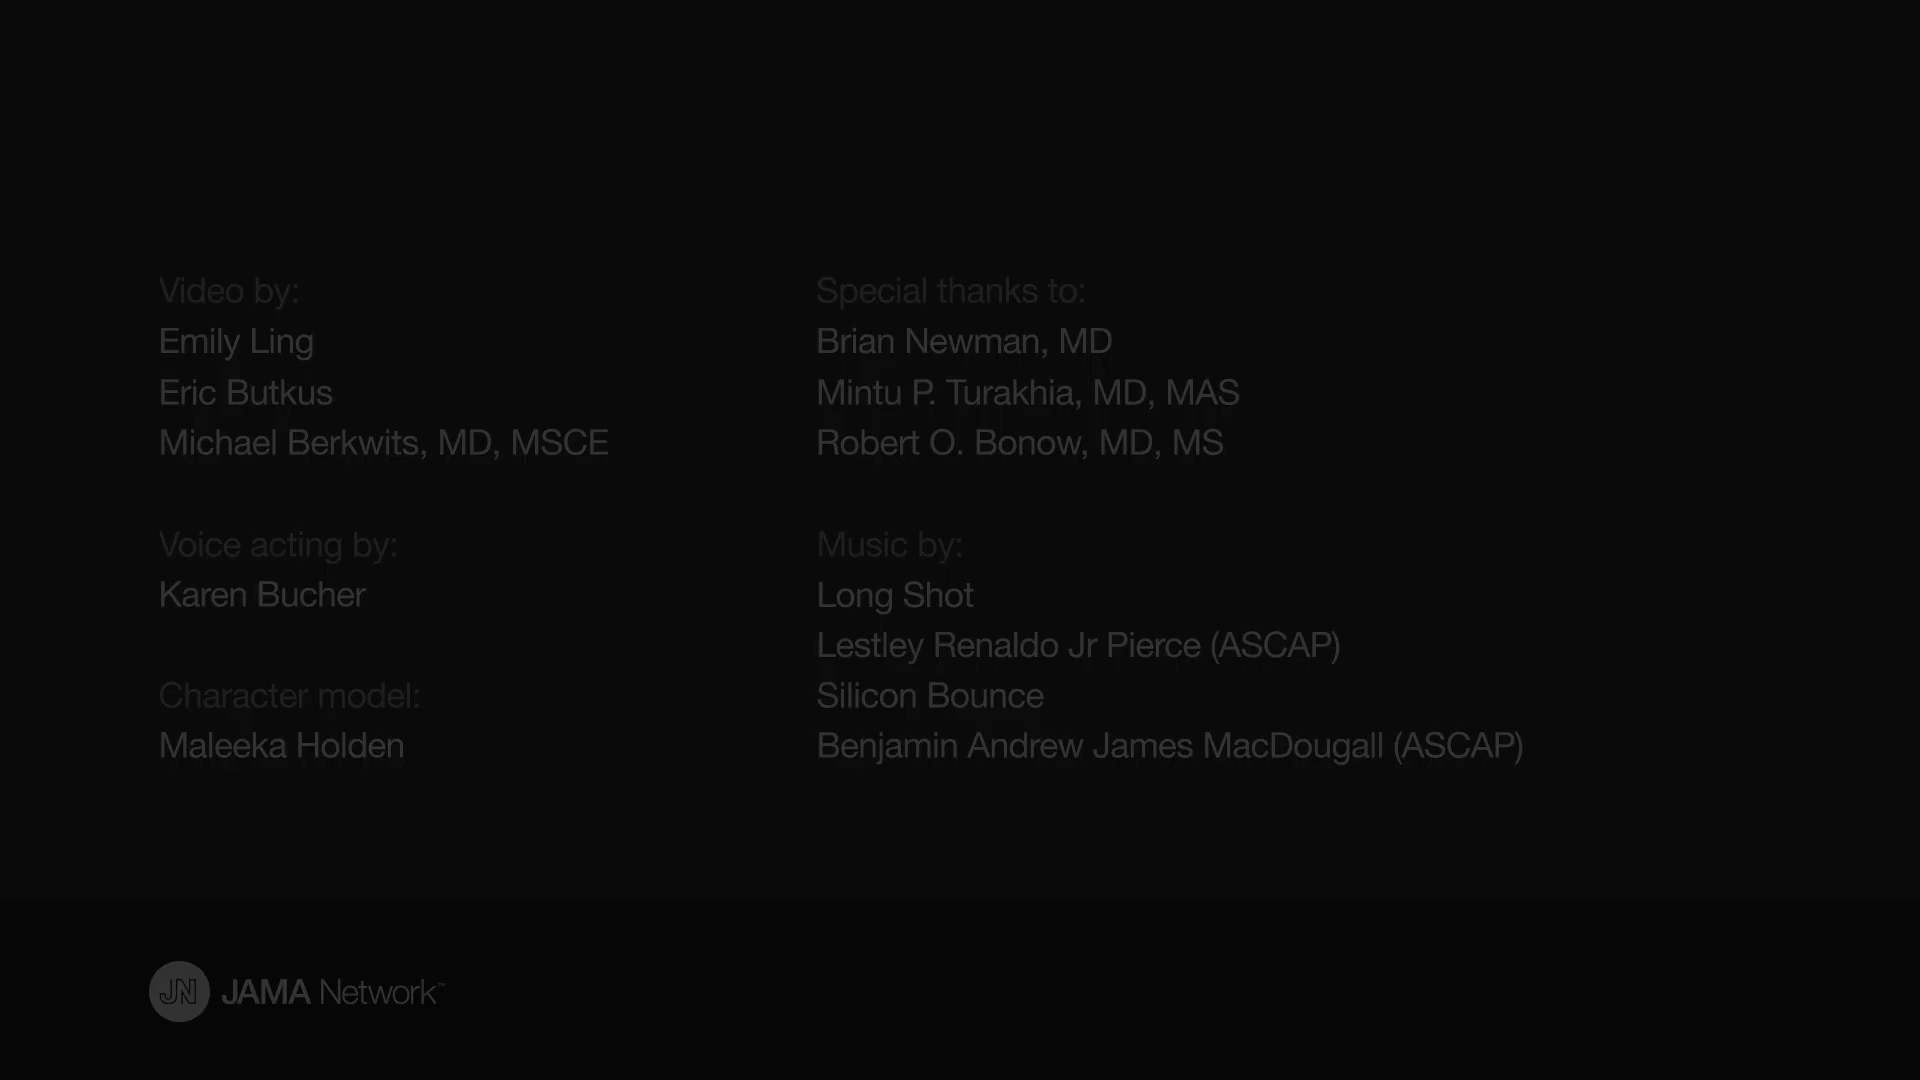 Video by:
Emily Ling
Eric Butkus
Michael Berkwits, MD, MSCE
Voice acting by:
Karen Bucher
Character model:
Maleeka Holden
Special thanks to:
Brian Newman, MD
Mintu P. Turakhia, MD, MAS
Robert O. Bonow, MD, MS
Music by:
Long Shot
Lestley Renaldo Jr Pierce (ASCAP)
Silicon Bounce
Benjamin Andrew James MacDougall (ASCAP)
JN JAMA Network™